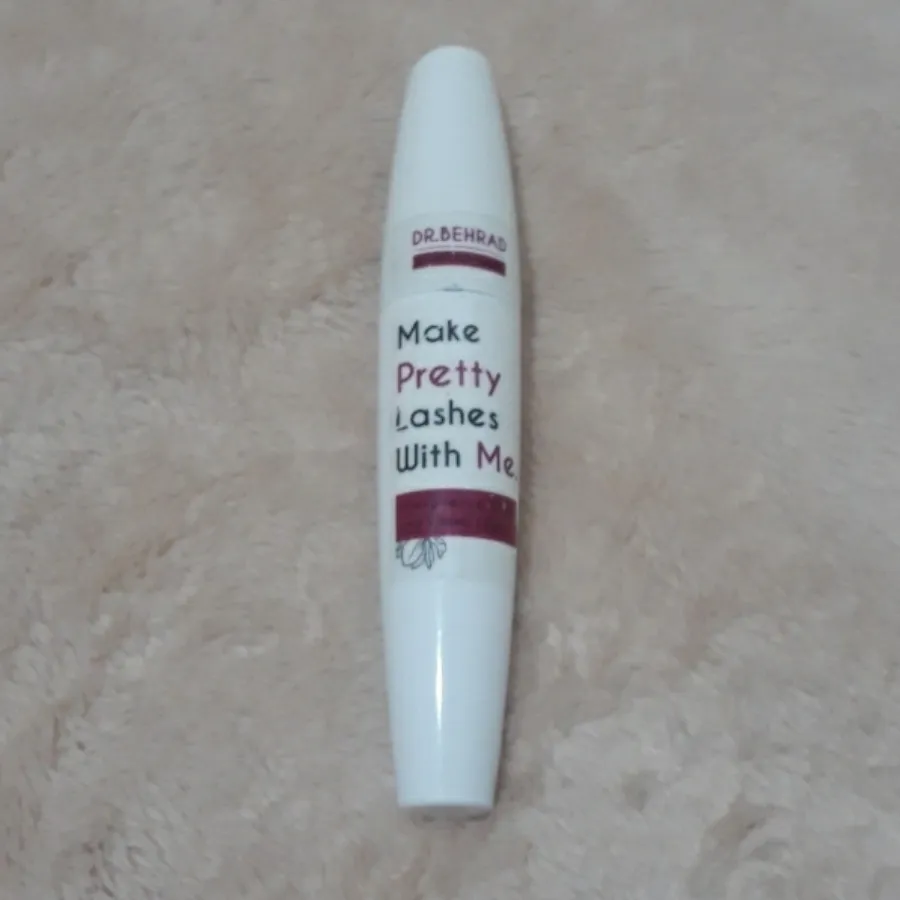 DR.BEHRAD
Make
Pretty
Lashes
With Me